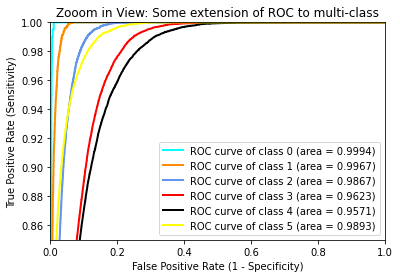 Zooom in View: Some extension of ROC to multi-class
True Positive Rate (Sensitivity)
1.00
0.98
0.96
0.94
0.92
0.90
0.88
0.86
ROC curve of class 0 (area = 0.9994)
ROC curve of class 1 (area = 0.9967)
ROC curve of class 2 (area = 0.9867)
ROC curve of class 3 (area = 0.9623)
ROC curve of class 4 (area = 0.9571)
ROC curve of class 5 (area = 0.9893)
0.0 0.2 0.4 0.6 0.8 1.0
False Positive Rate (1 - Specificity)